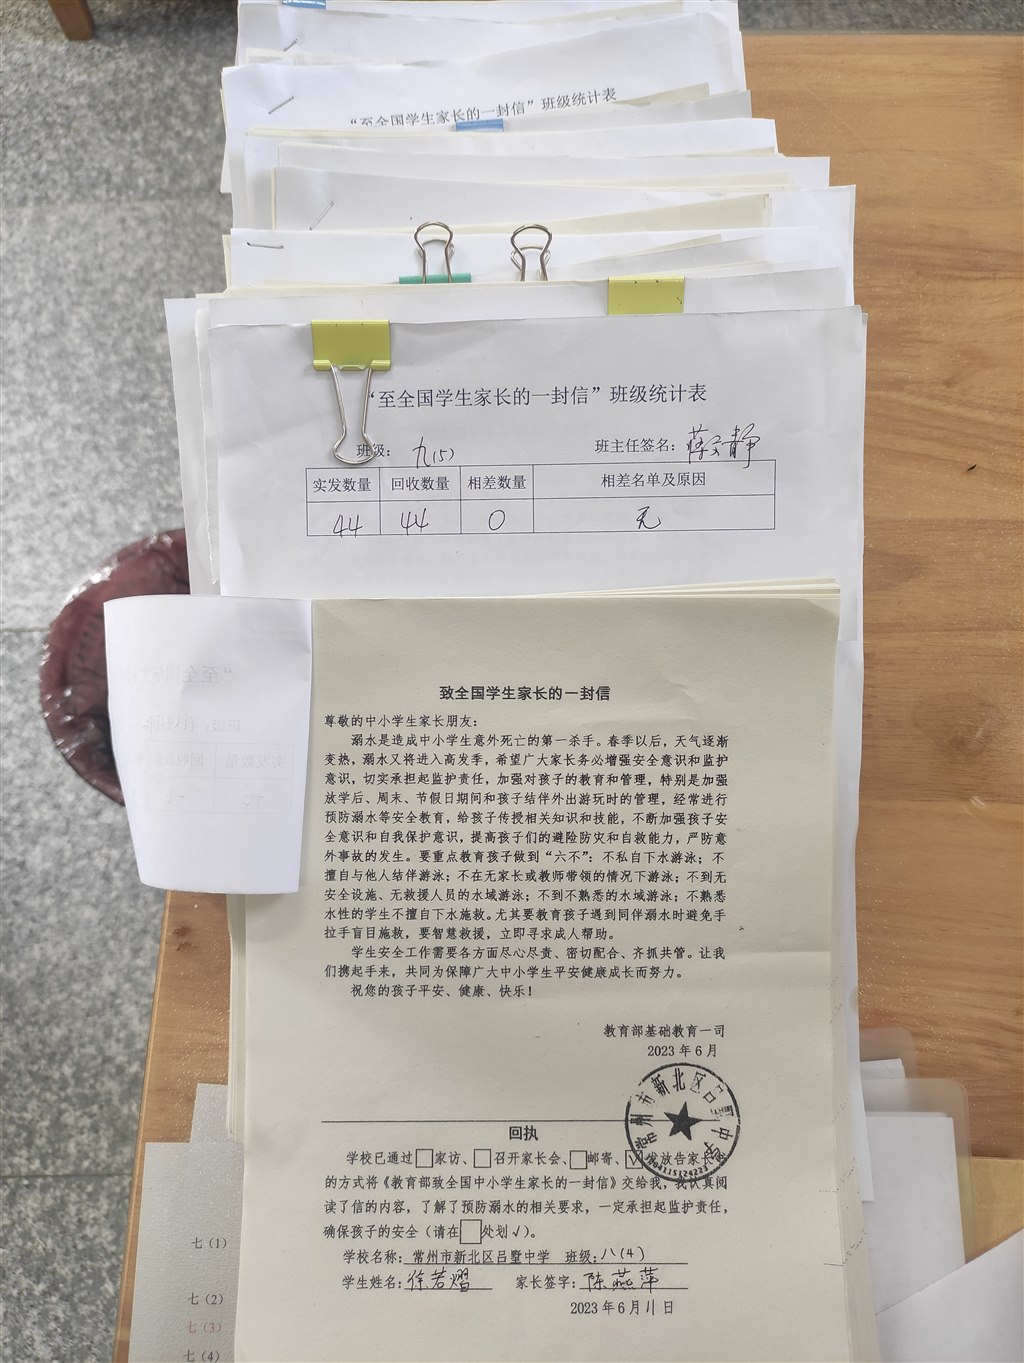 “至全国学生家长的一封信”班级统计表
“至全国学生家长的一封信”班级统计表
班级： 九(5) 班主任签名：
实发数量 回收数量 相差数量 相差名单及原因
44 44 0 无
致全国学生家长的一封信
尊敬的中小学生家长朋友：
溺水是造成中小学生意外死亡的第一杀手。春季以后，天气逐渐
变热，溺水又将进入高发季，希望广大家长务必增强安全意识和监护
意识，切实承担起监护责任，加强对孩子的教育和管理，特别是加强
放学后、周末、节假日期间和孩子结伴外出游玩时的管理，经常进行
预防溺水等安全教育，给孩子传授相关知识和技能，不断加强孩子安
全意识和自我保护意识，提高孩子们的避险防灾和自救能力，严防意
外事故的发生。要重点教育孩子做到“六不”：不私自下水游泳；不
擅自与他人结伴游泳；不在无家长或教师带领的情况下游泳；不到无
安全设施、无救援人员的水域游泳；不到不熟悉的水域游泳；不熟悉
水性的学生不擅自下水施救。尤其要教育孩子遇到同伴溺水时避免手
拉手盲目施救，要智慧救援，立即寻求成人帮助。
学生安全工作需要各方面尽心尽责、密切配合、齐抓共管。让我
们携起手来，共同为保障广大中小学生平安健康成长而努力。
祝您的孩子平安、健康、快乐！
教育部基础教育一司
2023 年 6 月
常州市新北区吕墅中学
回执
学校已通过□家访、□召开家长会、□邮寄、☑发放告家长
的方式将《教育部致全国中小学生家长的一封信》交给我，我认真阅
读了信的内容，了解了预防溺水的相关要求，一定承担起监护责任，
确保孩子的安全（请在□处划√）。
学校名称：常州市新北区吕墅中学 班级：八(4)
学生姓名：徐若熠 家长签字：陈燕萍
2023 年 6 月 11 日
七（1）
七（2）
七（3）
七（4）